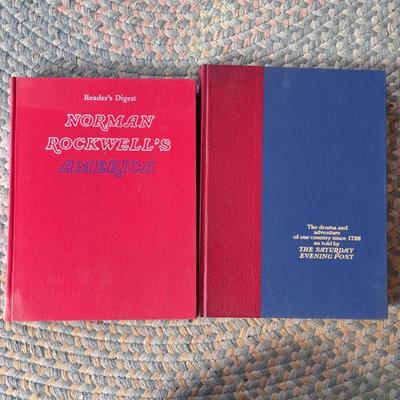 Reader's Digest
NORMAN
ROCKWELL'S
AMERICA
The drama and
adventure
of our country since 1728
as told by
THE SATURDAY
EVENING POST